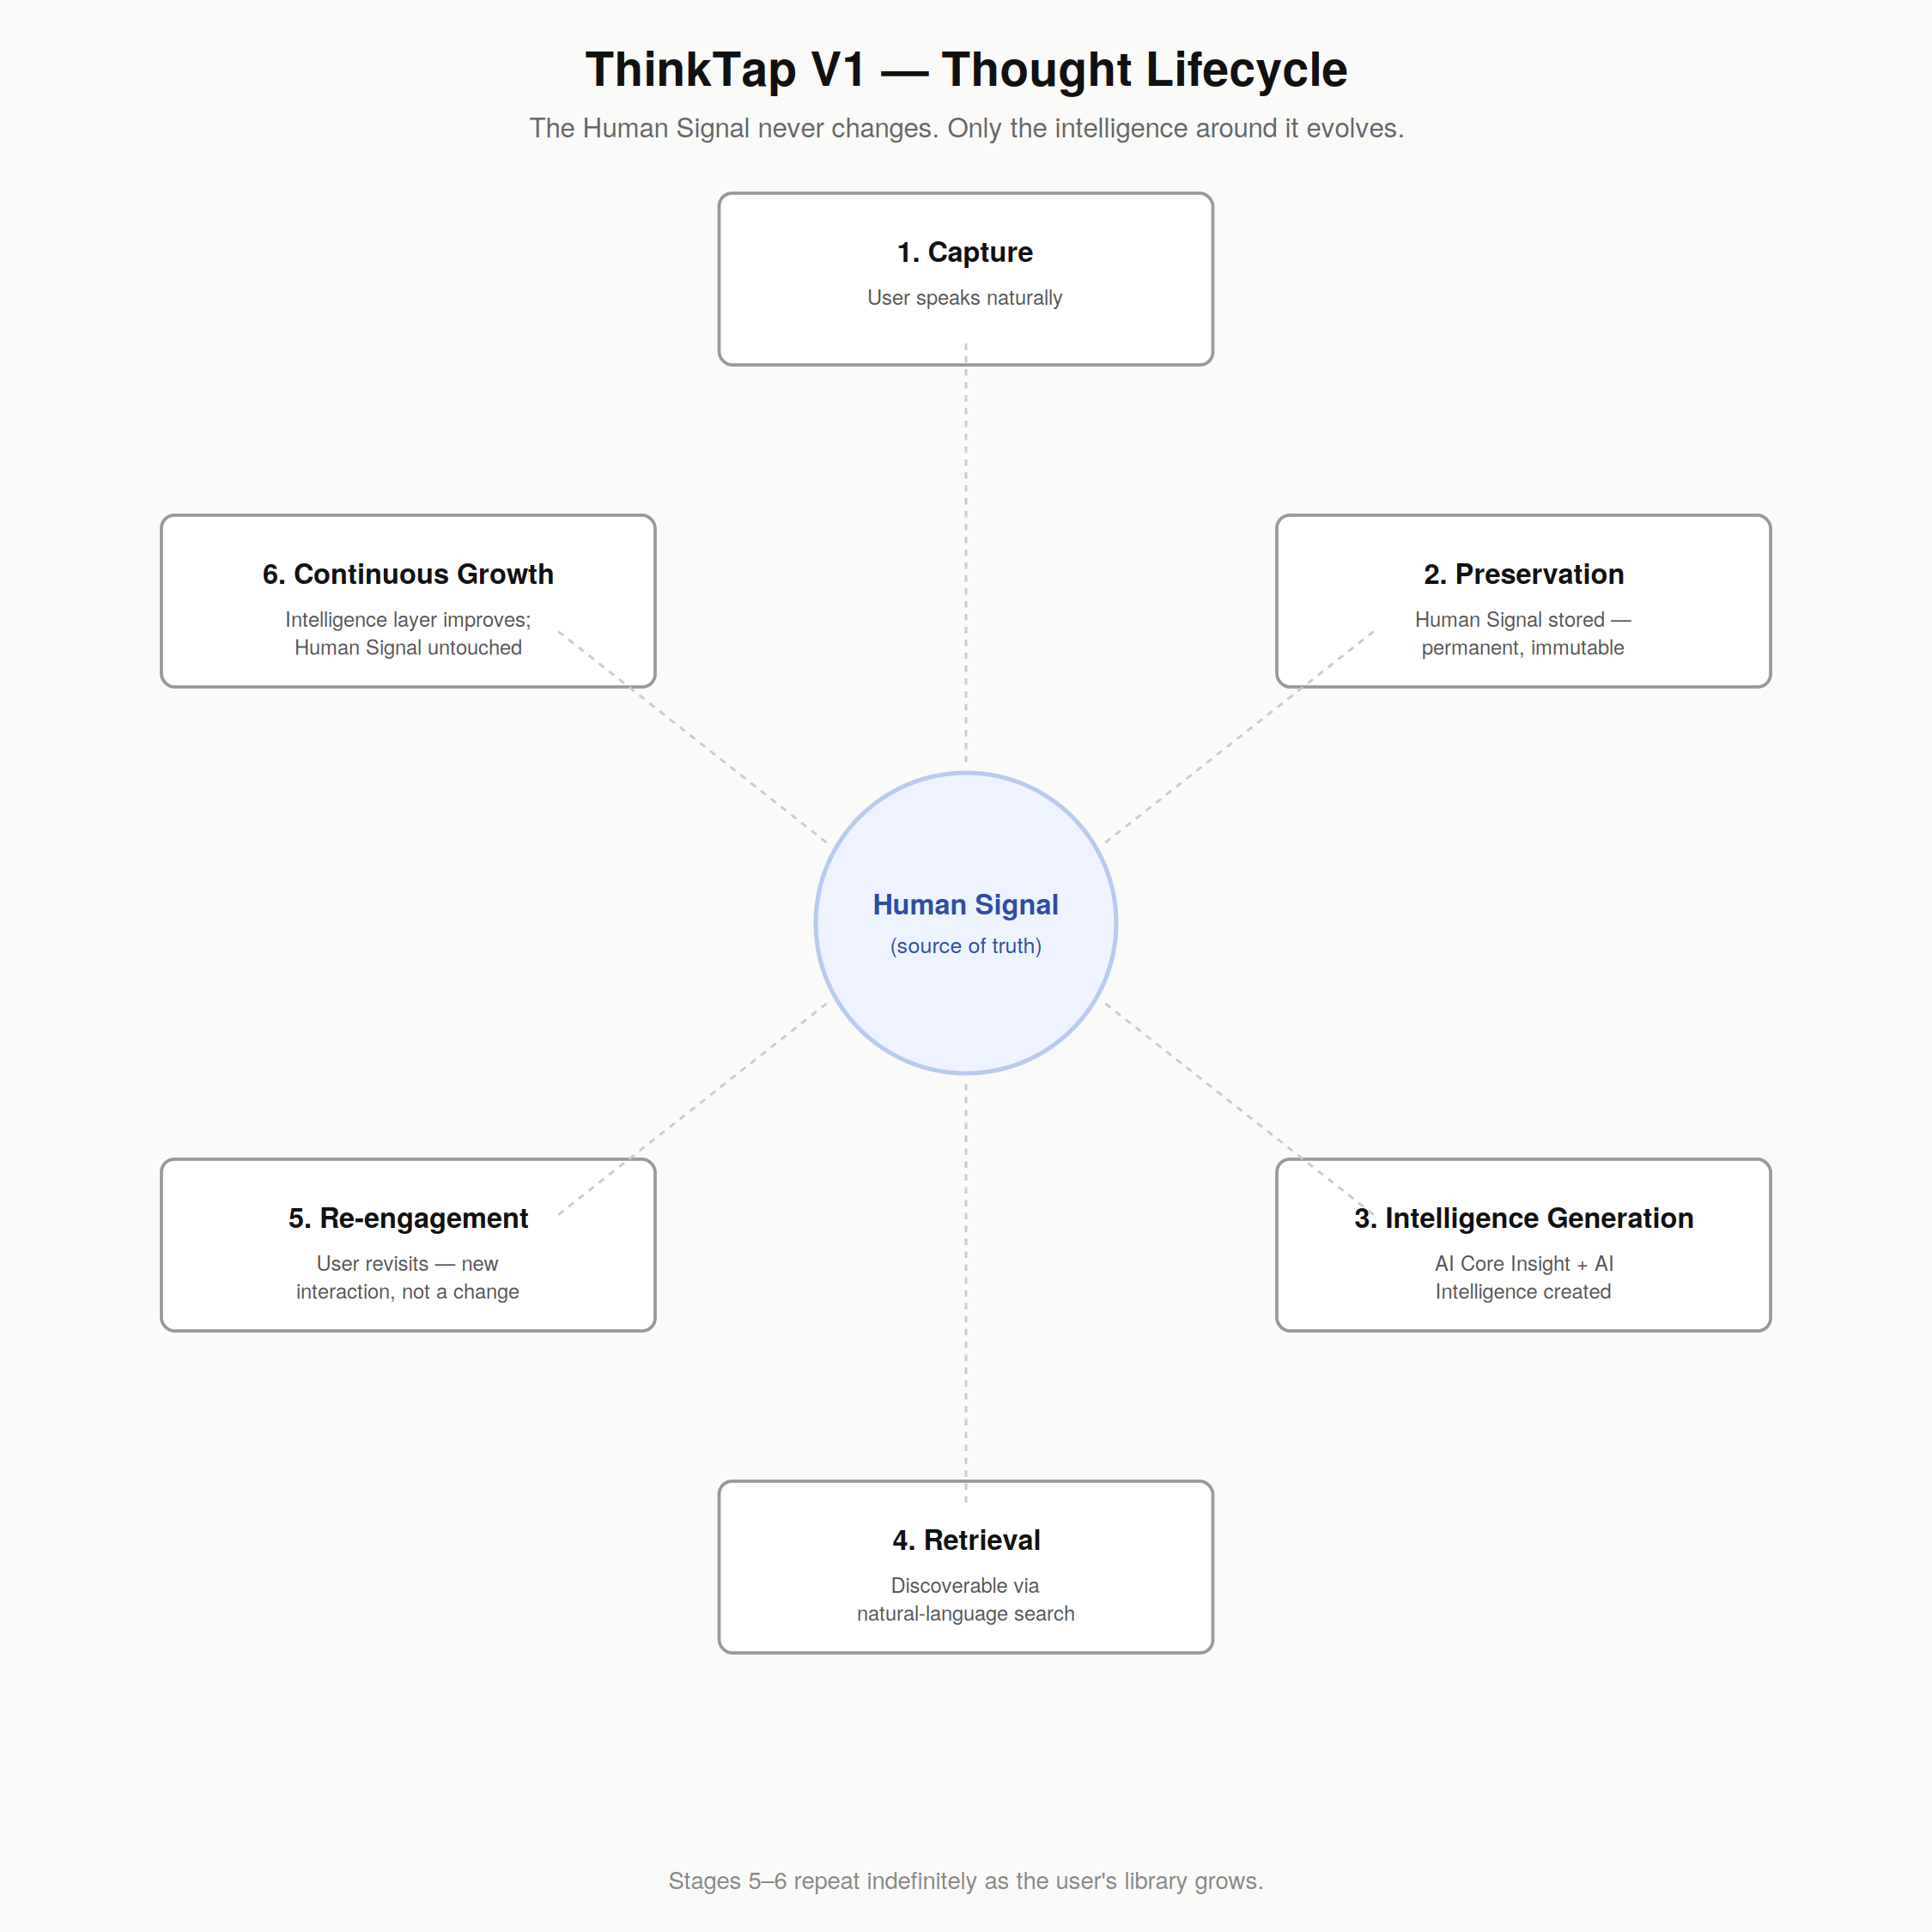 ThinkTap V1 — Thought Lifecycle
The Human Signal never changes. Only the intelligence around it evolves.
1. Capture
User speaks naturally
2. Preservation
Human Signal stored —
permanent, immutable
3. Intelligence Generation
AI Core Insight + AI
Intelligence created
4. Retrieval
Discoverable via
natural-language search
5. Re-engagement
User revisits — new
interaction, not a change
6. Continuous Growth
Intelligence layer improves;
Human Signal untouched
Human Signal
(source of truth)
Stages 5–6 repeat indefinitely as the user's library grows.